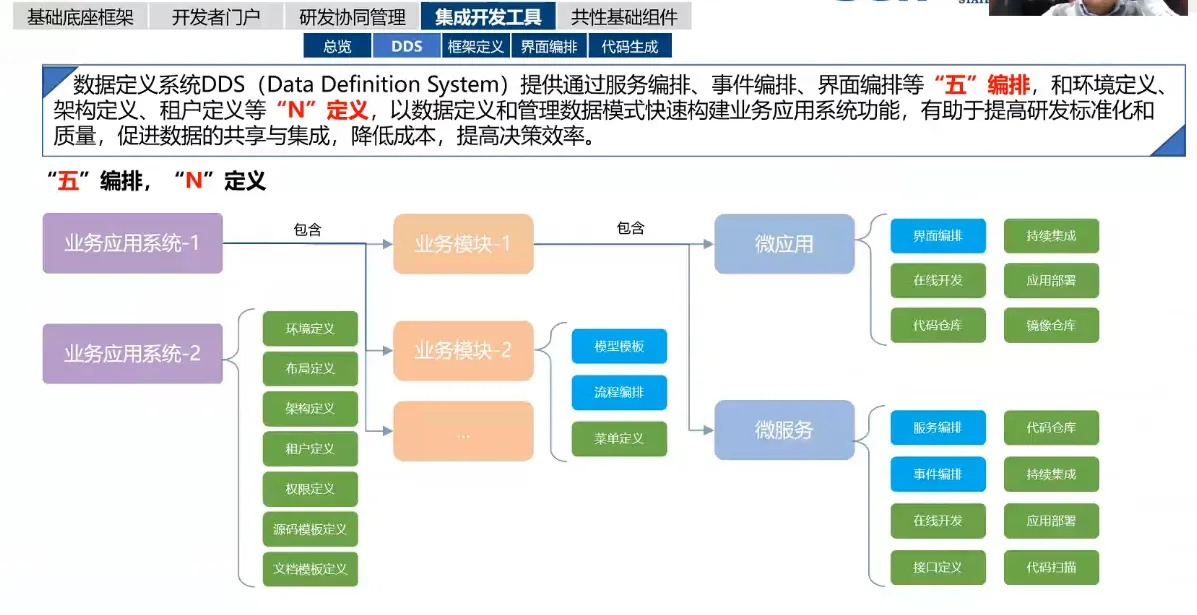 基础底座框架 开发者门户 研发协同管理 集成开发工具 共性基础组件
总览 DDS 框架定义 界面编排 代码生成
数据定义系统DDS（Data Definition System）提供通过服务编排、事件编排、界面编排等“五”编排，和环境定义、
架构定义、租户定义等“N”定义，以数据定义和管理数据模式快速构建业务应用系统功能，有助于提高研发标准化和
质量，促进数据的共享与集成，降低成本，提高决策效率。
“五”编排，“N”定义
业务应用系统-1
包含
业务模块-1
包含
微应用
界面编排 持续集成
在线开发 应用部署
代码仓库 镜像仓库
业务应用系统-2
环境定义
布局定义
架构定义
租户定义
权限定义
源码模板定义
文档模板定义
业务模块-2
模型模板
流程编排
菜单定义
...
微服务
服务编排 代码仓库
事件编排 持续集成
在线开发 应用部署
接口定义 代码扫描